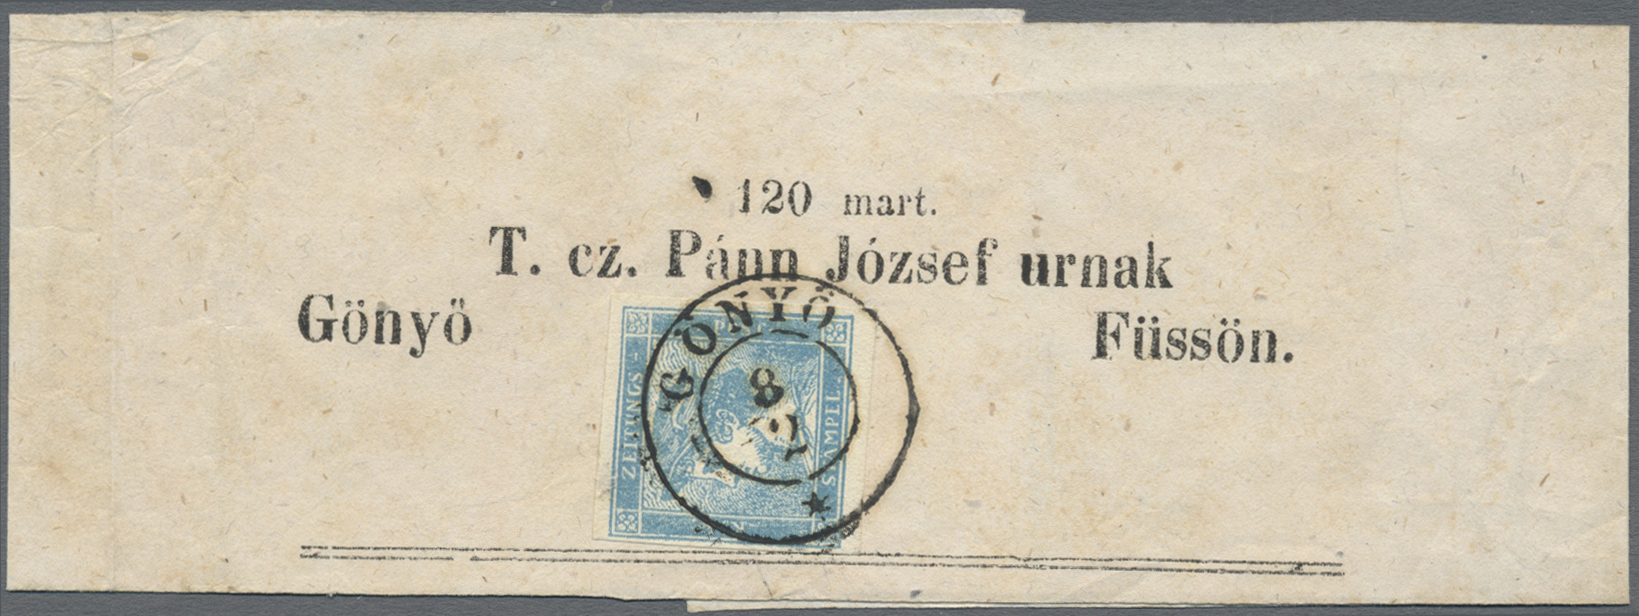 120 mart.
T. cz. Pánn József urnak
Gönyö Füssön.
GÖNYÖ
8
ZEITUNGS
STAMPEL